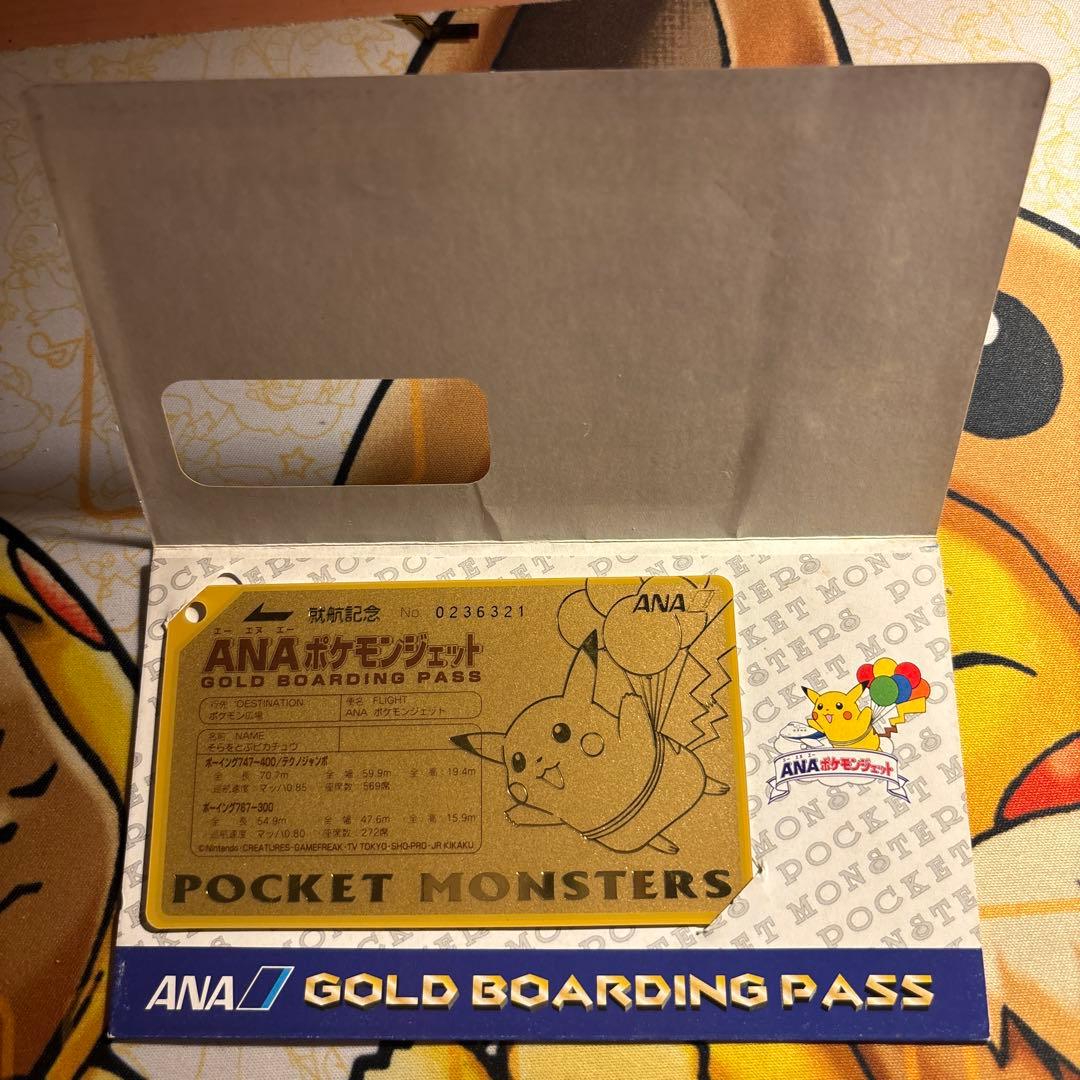 就航記念 No. 0236321
ANA
エー エヌ エー
ANAポケモンジェット
GOLD BOARDING PASS
行先 DESTINATION
ポケモン広場
便名 FLIGHT
ANA ポケモンジェット
名前 NAME
そらをとぶピカチュウ
ボーイング747-400/テクノジャンボ
全 長 70.7m 全 幅 59.9m 全 高:19.4m
巡航速度 マッハ0.85 座席数 569席
ボーイング767-300
全 長 54.9m 全 幅 47.6m 全 高:15.9m
巡航速度 マッハ0.80 座席数 272席
©Nintendo・CREATURES・GAMEFREAK・TV TOKYO・SHO-PRO・JR KIKAKU
POCKET MONSTERS
ANAポケモンジェット
POCKET MONSTERS
ANA GOLD BOARDING PASS